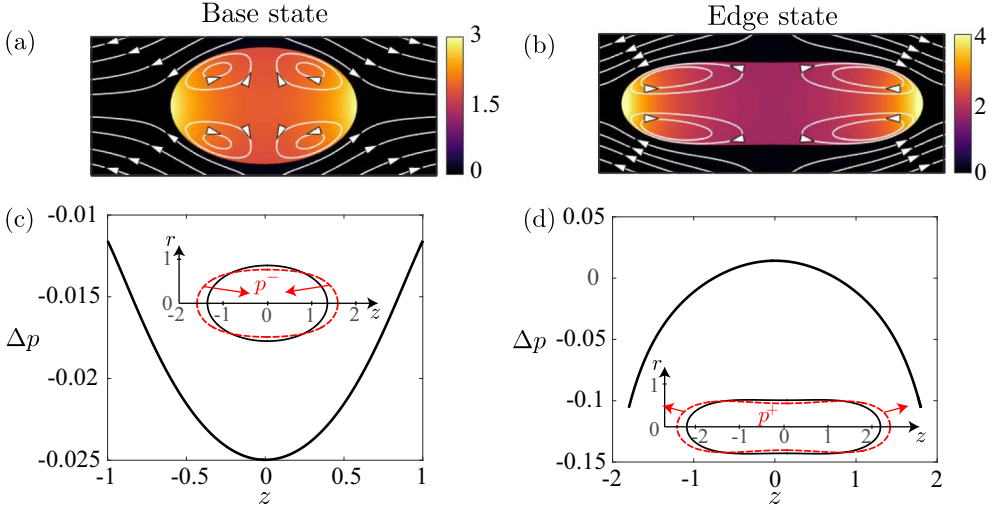 Base state
Edge state
(a)
3
1.5
0
(b)
4
2
0
(c)
-0.01
-0.015
-0.02
-0.025
Δp
-1
-0.5
0
0.5
1
z
r
1
0
-2
-1
0
1
2
z
p⁻
(d)
0.05
0
-0.05
-0.1
-0.15
Δp
-2
-1
0
1
2
z
r
1
0
-2
-1
0
1
2
z
p⁺